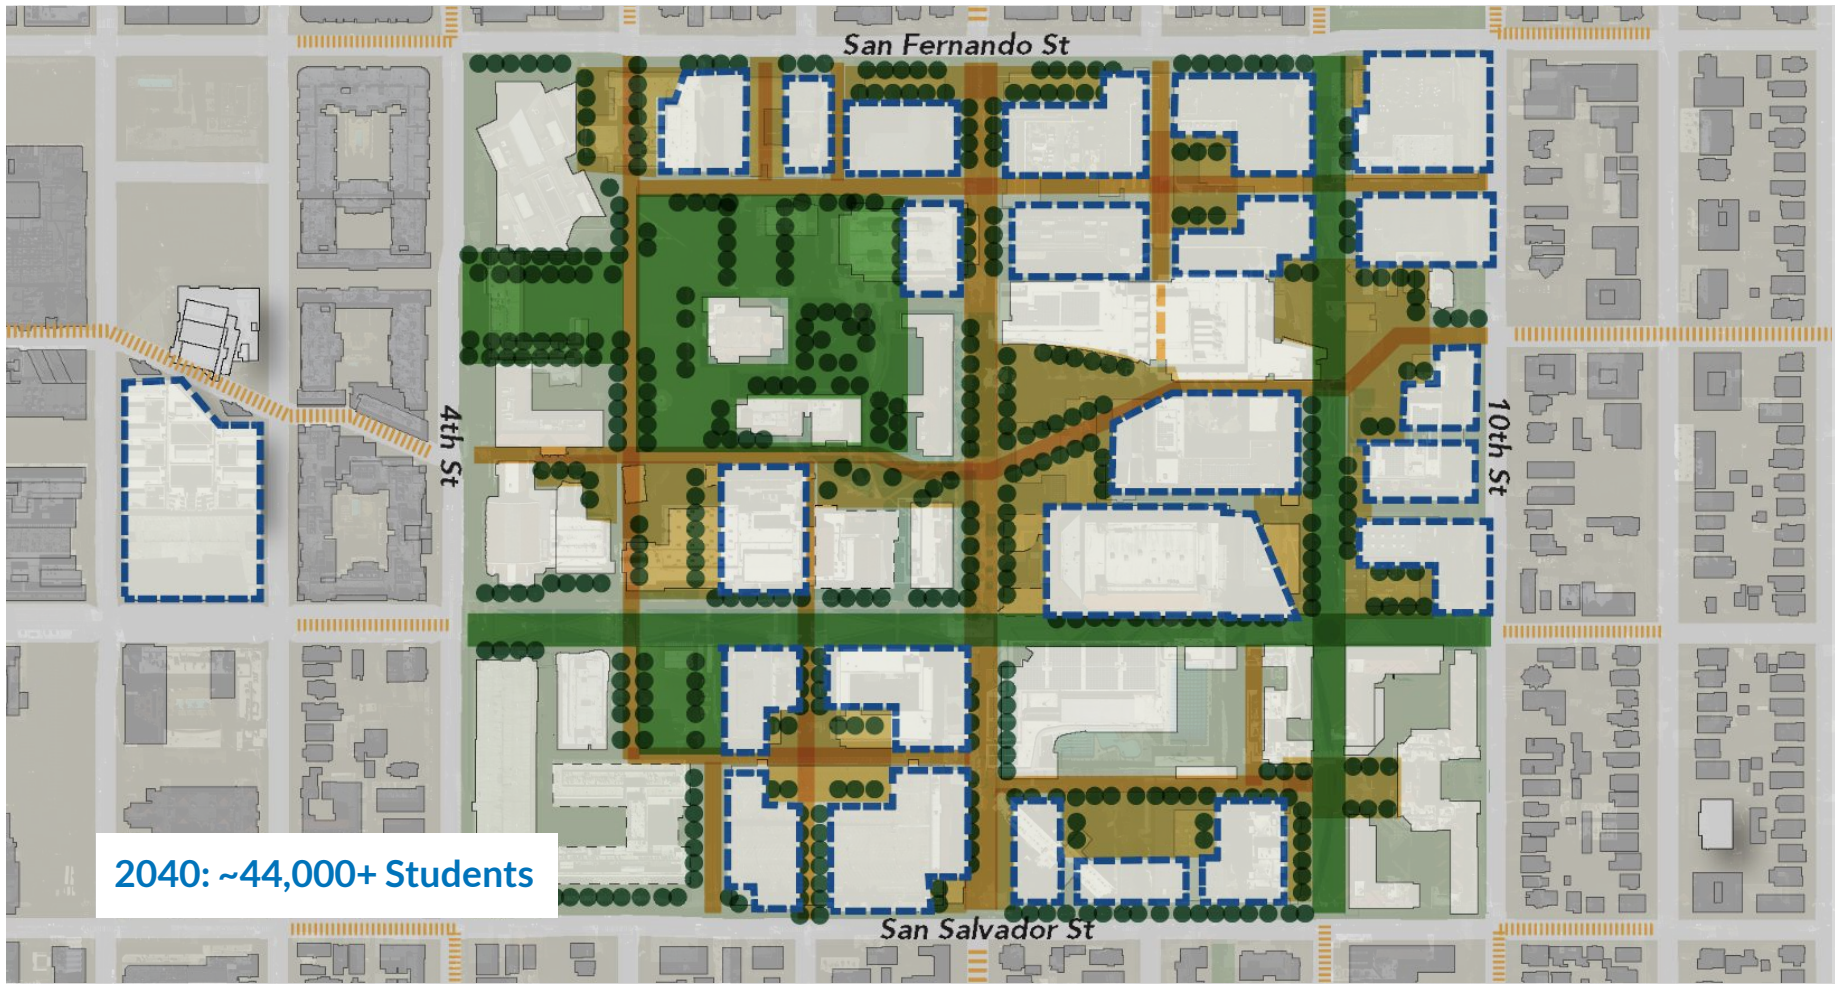 San Fernando St
4th St
10th St
2040: ~44,000+ Students
San Salvador St